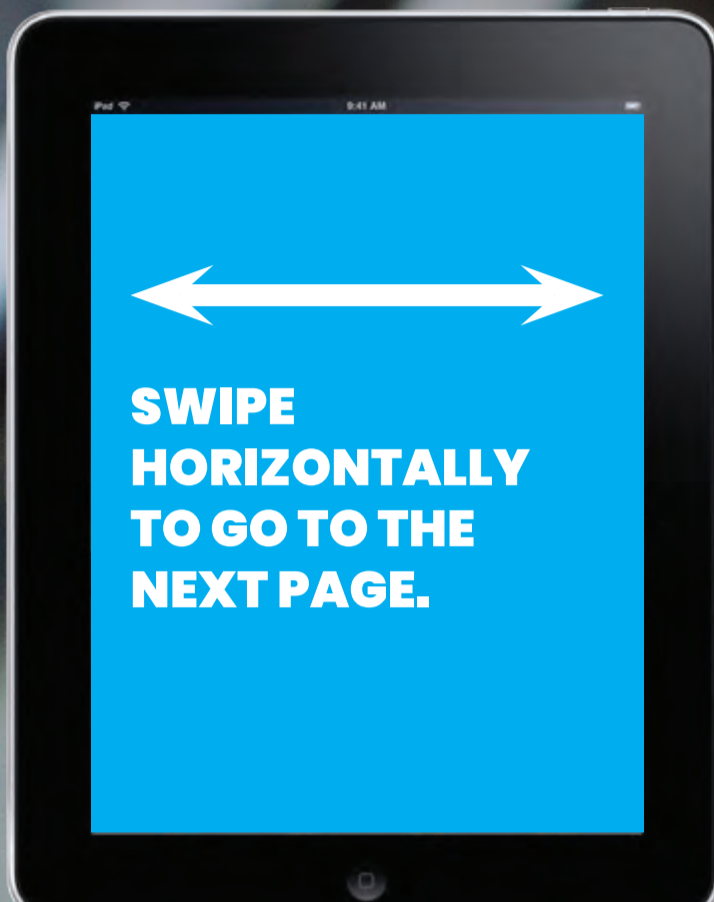 iPad 9:41 AM
SWIPE
HORIZONTALLY
TO GO TO THE
NEXT PAGE.